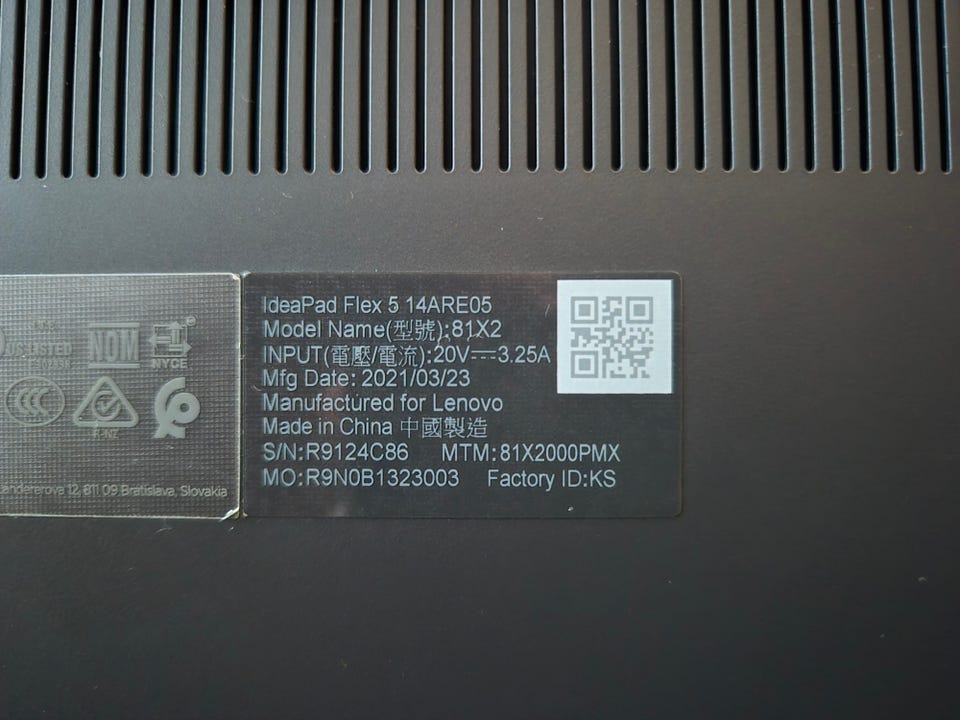 IdeaPad Flex 5 14ARE05
Model Name(型號):81X2
INPUT(電壓/電流):20V⎓3.25A
Mfg Date: 2021/03/23
Manufactured for Lenovo
Made in China 中國製造
S/N:R9124C86 MTM:81X2000PMX
MO:R9N0B1323003 Factory ID:KS
LISTED
NOM
NYCE
12, 811 09 Bratislava, Slovakia